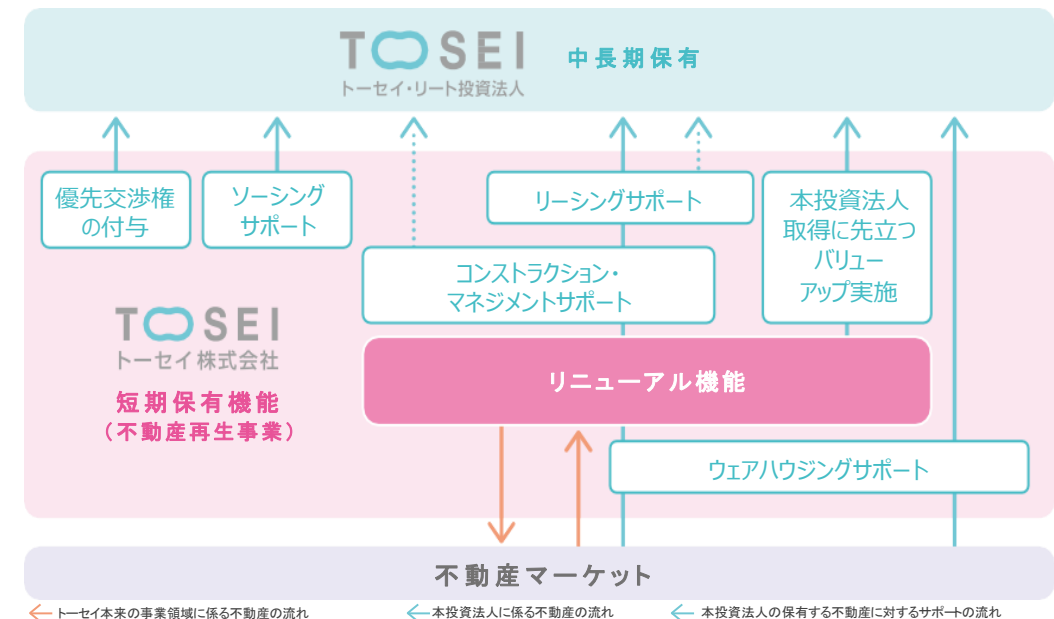 TOSEI
トーセイ・リート投資法人
中長期保有
優先交渉権
の付与
ソーシング
サポート
リーシングサポート
本投資法人
取得に先立つ
バリュー
アップ実施
コンストラクション・
マネジメントサポート
TOSEI
トーセイ株式会社
短期保有機能
（不動産再生事業）
リニューアル機能
ウェアハウジングサポート
不動産マーケット
トーセイ本来の事業領域に係る不動産の流れ
本投資法人に係る不動産の流れ
本投資法人の保有する不動産に対するサポートの流れ